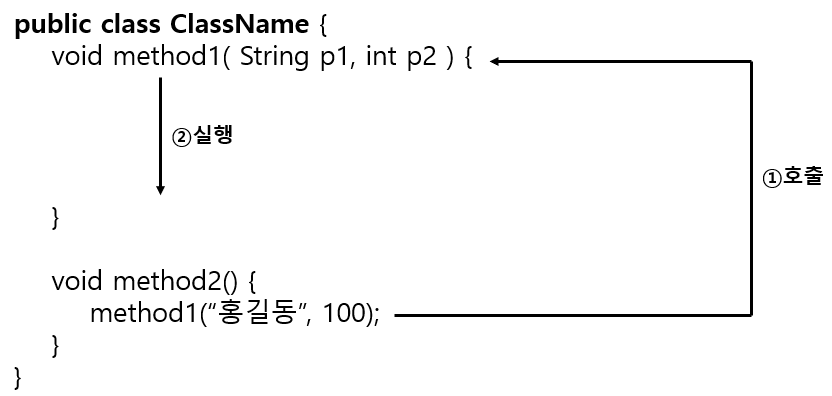 public class ClassName {
void method1( String p1, int p2 ) {
②실행
①호출
}
void method2() {
method1(“홍길동”, 100);
}
}